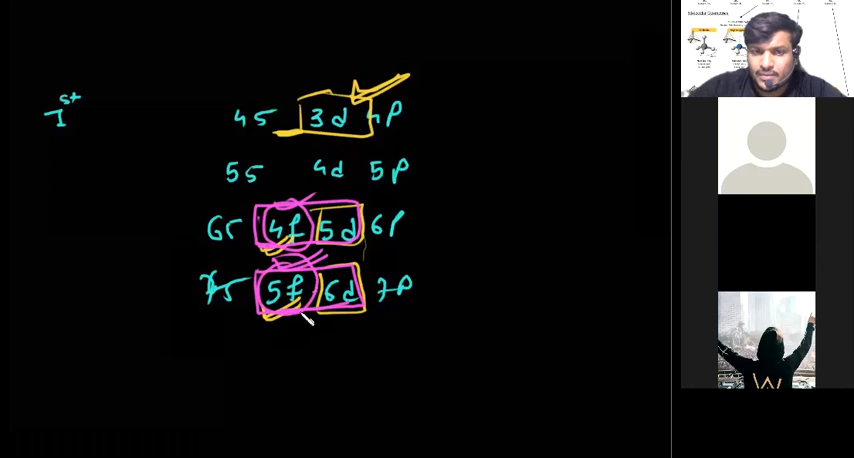 Ist
4s 3d 4p
5s 4d 5p
6s 4f 5d 6p
7s 5f 6d 7p